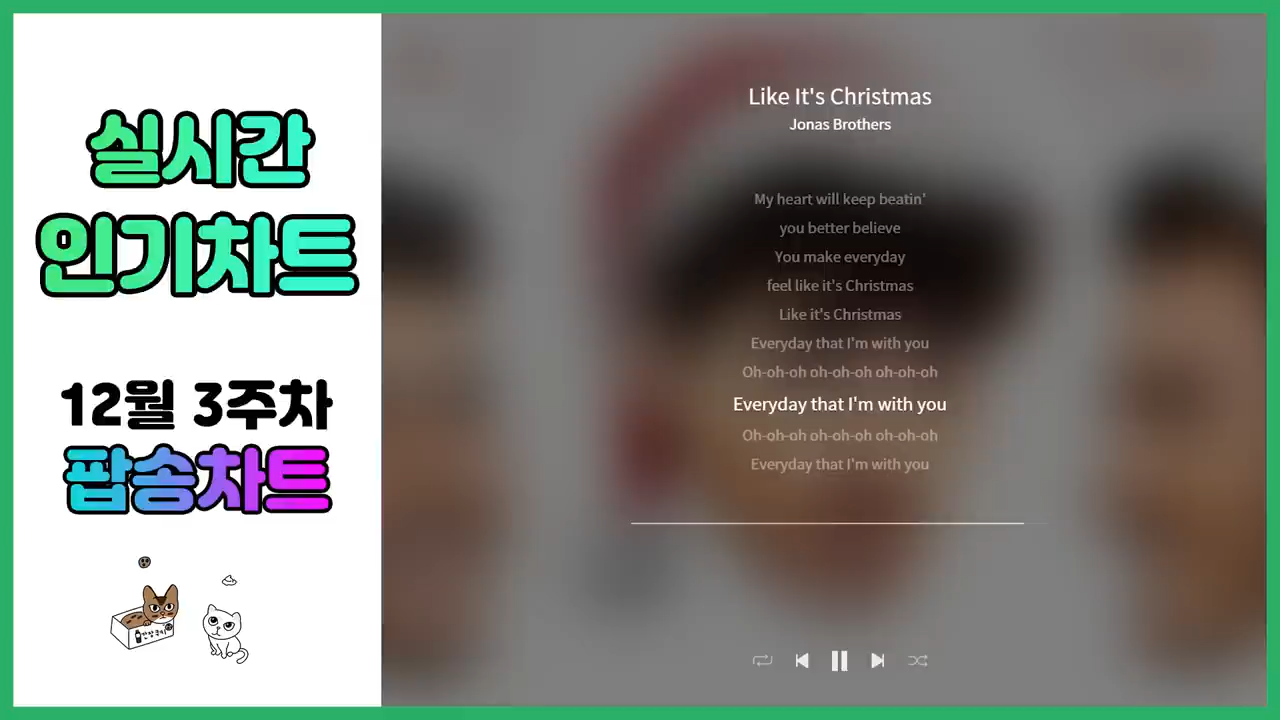 실시간
인기차트
12월 3주차
팝송차트
Like It's Christmas
Jonas Brothers
My heart will keep beatin'
you better believe
You make everyday
feel like it's Christmas
Like it's Christmas
Everyday that I'm with you
Oh-oh-oh oh-oh-oh oh-oh-oh
Everyday that I'm with you
Oh-oh-oh oh-oh-oh oh-oh-oh
Everyday that I'm with you